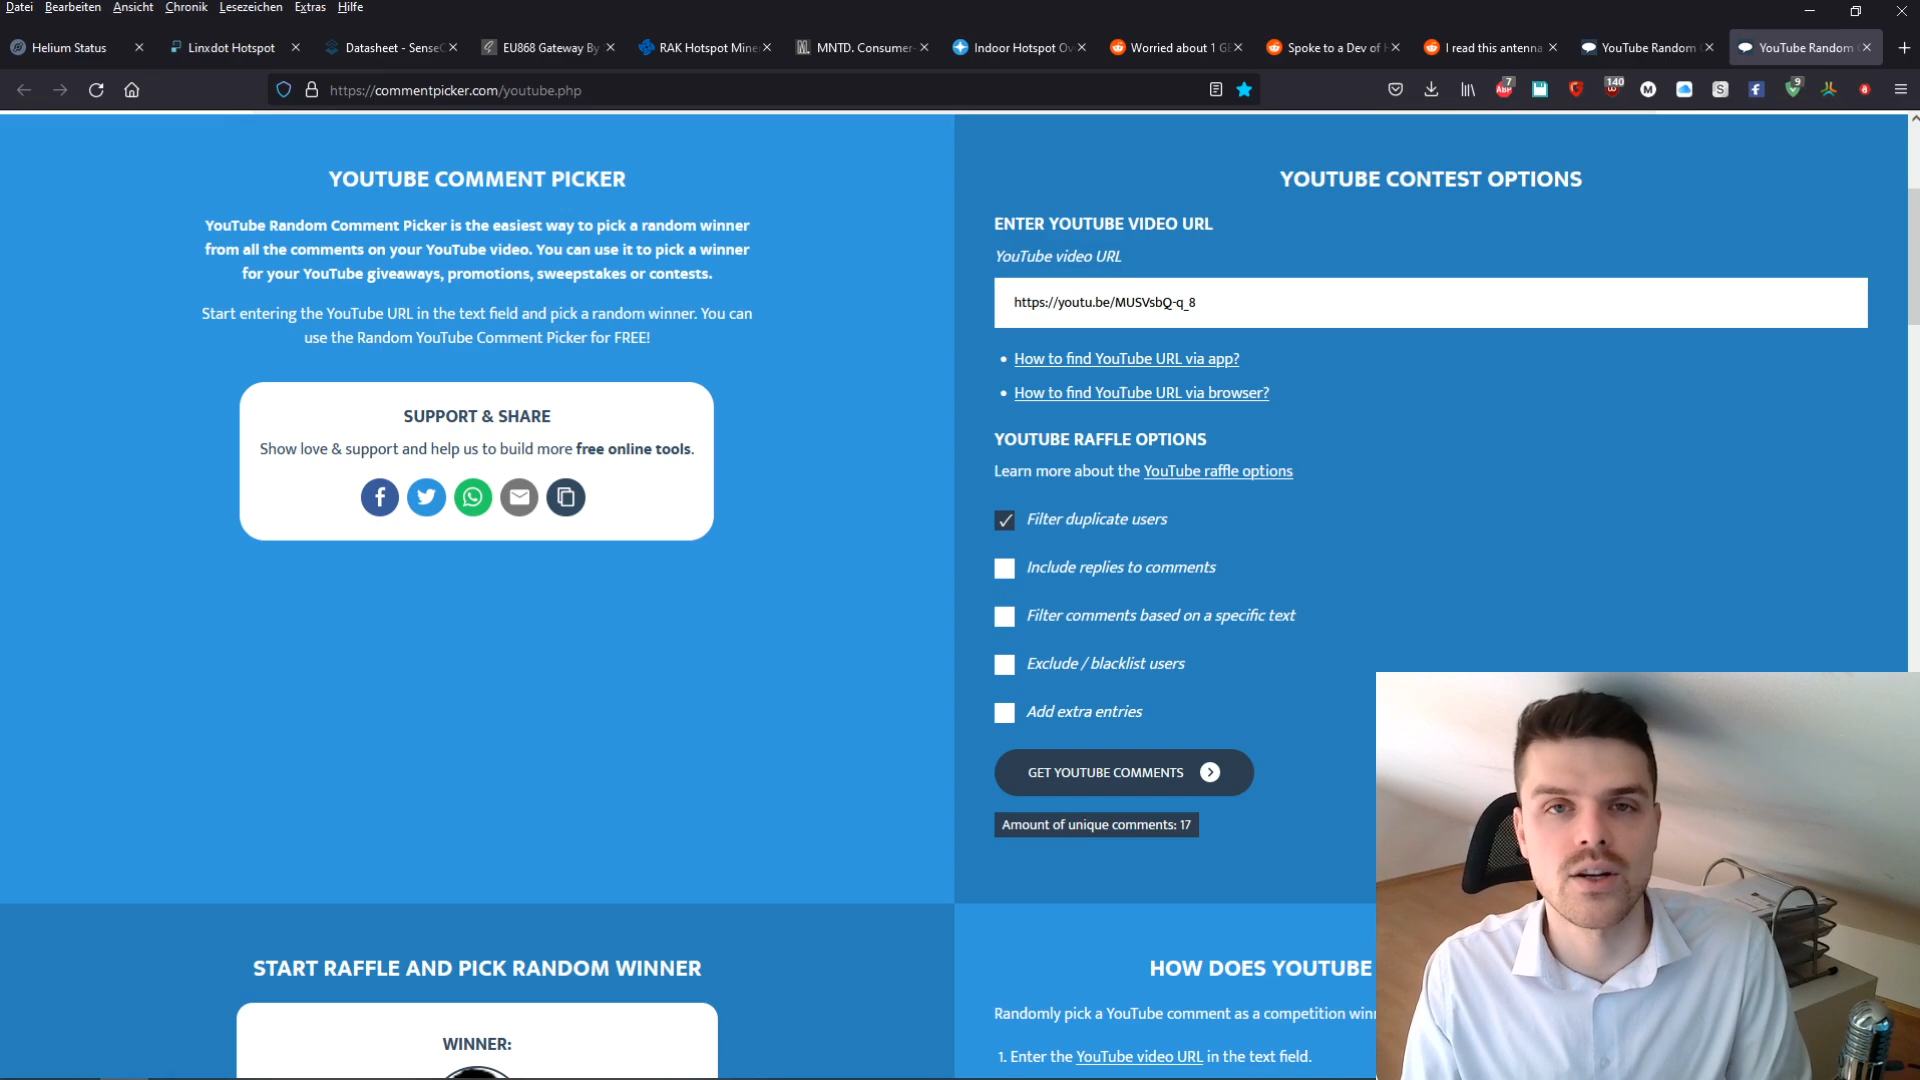 Datei Bearbeiten Ansicht Chronik Lesezeichen Extras Hilfe
Helium Status
Linxdot Hotspot
Datasheet - SenseC
EU868 Gateway By
RAK Hotspot Mine
MNTD. Consumer
Indoor Hotspot Ov
Worried about 1 G
Spoke to a Dev of H
I read this antenna
YouTube Random C
YouTube Random C
https://commentpicker.com/youtube.php
7
140
9
YOUTUBE COMMENT PICKER
YouTube Random Comment Picker is the easiest way to pick a random winner
from all the comments on your YouTube video. You can use it to pick a winner
for your YouTube giveaways, promotions, sweepstakes or contests.
Start entering the YouTube URL in the text field and pick a random winner. You can
use the Random YouTube Comment Picker for FREE!
SUPPORT & SHARE
Show love & support and help us to build more free online tools.
YOUTUBE CONTEST OPTIONS
ENTER YOUTUBE VIDEO URL
YouTube video URL
https://youtu.be/MUSVsbQ-q_8
• How to find YouTube URL via app?
• How to find YouTube URL via browser?
YOUTUBE RAFFLE OPTIONS
Learn more about the YouTube raffle options
Filter duplicate users
Include replies to comments
Filter comments based on a specific text
Exclude / blacklist users
Add extra entries
GET YOUTUBE COMMENTS
Amount of unique comments: 17
START RAFFLE AND PICK RANDOM WINNER
WINNER:
HOW DOES YOUTUBE
Randomly pick a YouTube comment as a competition winn
1. Enter the YouTube video URL in the text field.